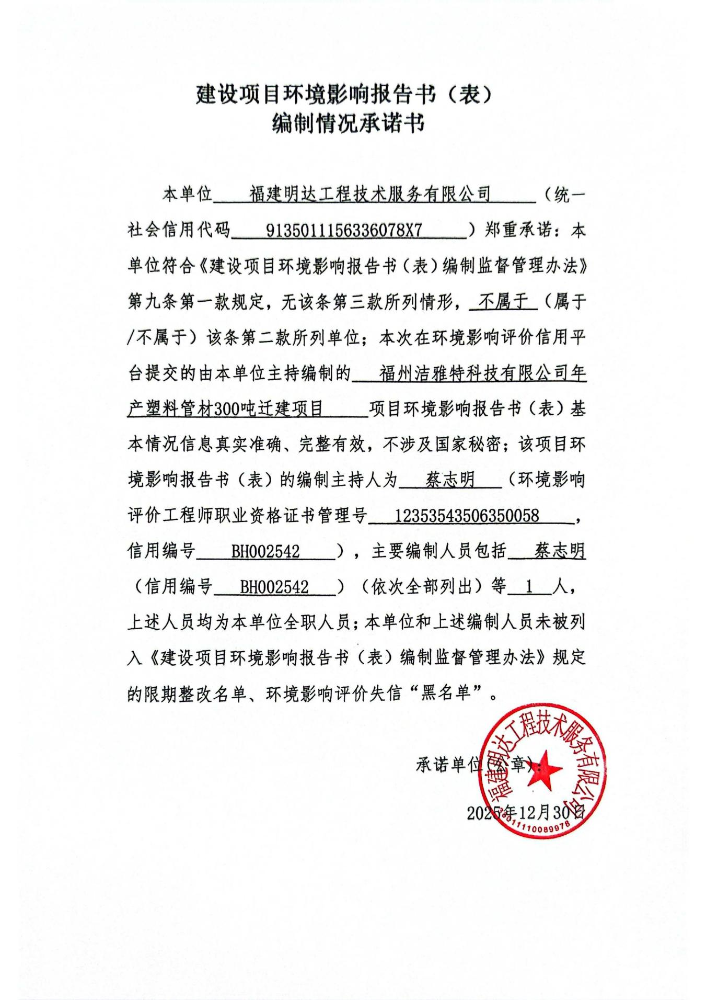 建设项目环境影响报告书（表）
编制情况承诺书
本单位 福建明达工程技术服务有限公司 （统一
社会信用代码 9135011156336078X7 ）郑重承诺：本
单位符合《建设项目环境影响报告书（表）编制监督管理办法》
第九条第一款规定，无该条第三款所列情形， 不属于 （属于
/不属于）该条第二款所列单位；本次在环境影响评价信用平
台提交的由本单位主持编制的 福州洁雅特科技有限公司年
产塑料管材300吨迁建项目 项目环境影响报告书（表）基
本情况信息真实准确、完整有效，不涉及国家秘密；该项目环
境影响报告书（表）的编制主持人为 蔡志明 （环境影响
评价工程师职业资格证书管理号 12353543506350058 ，
信用编号 BH002542 ），主要编制人员包括 蔡志明
（信用编号 BH002542 ）（依次全部列出）等 1 人，
上述人员均为本单位全职人员；本单位和上述编制人员未被列
入《建设项目环境影响报告书（表）编制监督管理办法》规定
的限期整改名单、环境影响评价失信“黑名单”。
承诺单位（公章）：
2025年12月30日
福建明达工程技术服务有限公司